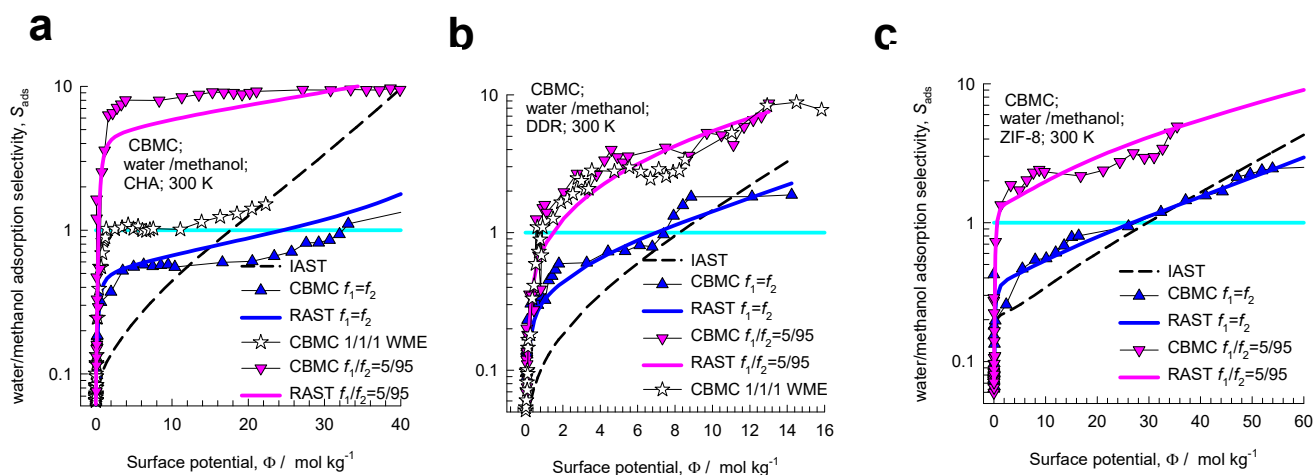 a
water/methanol adsorption selectivity, S_ads
10
1
0.1
CBMC;
water /methanol;
CHA; 300 K
IAST
CBMC f₁=f₂
RAST f₁=f₂
CBMC 1/1/1 WME
CBMC f₁/f₂=5/95
RAST f₁/f₂=5/95
0 10 20 30 40
Surface potential, Φ / mol kg⁻¹
b
water/methanol adsorption selectivity, S_ads
10
1
0.1
CBMC;
water /methanol;
DDR; 300 K
IAST
CBMC f₁=f₂
RAST f₁=f₂
CBMC f₁/f₂=5/95
RAST f₁/f₂=5/95
CBMC 1/1/1 WME
0 2 4 6 8 10 12 14 16
Surface potential, Φ / mol kg⁻¹
c
water/methanol adsorption selectivity, S_ads
10
1
0.1
CBMC;
water /methanol;
ZIF-8; 300 K
IAST
CBMC f₁=f₂
RAST f₁=f₂
CBMC f₁/f₂=5/95
RAST f₁/f₂=5/95
0 10 20 30 40 50 60
Surface potential, Φ / mol kg⁻¹